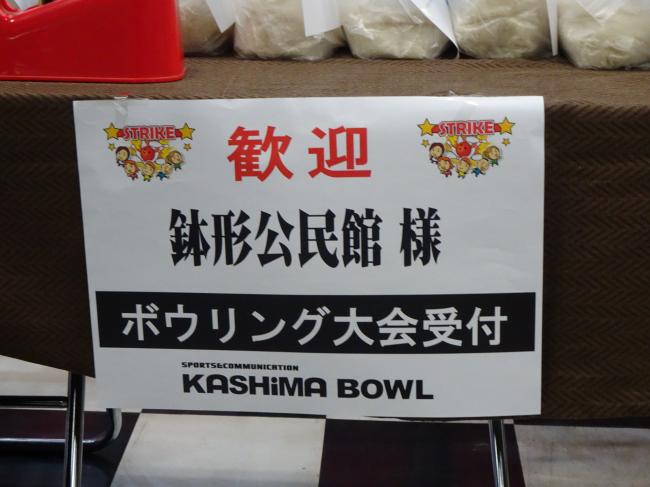 STRIKE 歓迎 STRIKE
鉢形公民館 様
ボウリング大会受付
SPORTS&COMMUNICATION
KASHiMA BOWL